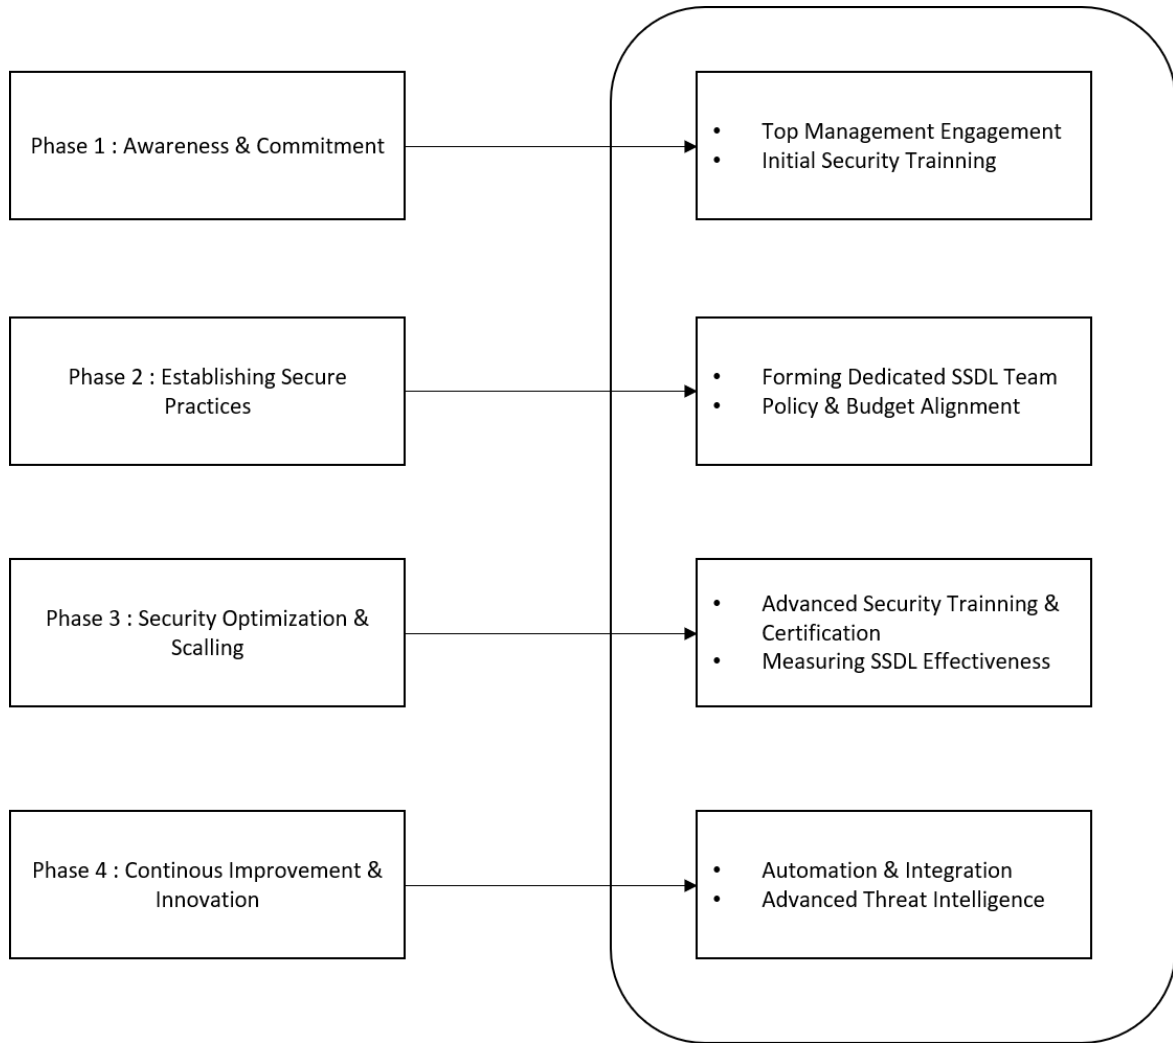 Phase 1 : Awareness & Commitment
• Top Management Engagement
• Initial Security Trainning
Phase 2 : Establishing Secure
Practices
• Forming Dedicated SSDL Team
• Policy & Budget Alignment
Phase 3 : Security Optimization &
Scalling
• Advanced Security Trainning &
Certification
• Measuring SSDL Effectiveness
Phase 4 : Continous Improvement &
Innovation
• Automation & Integration
• Advanced Threat Intelligence